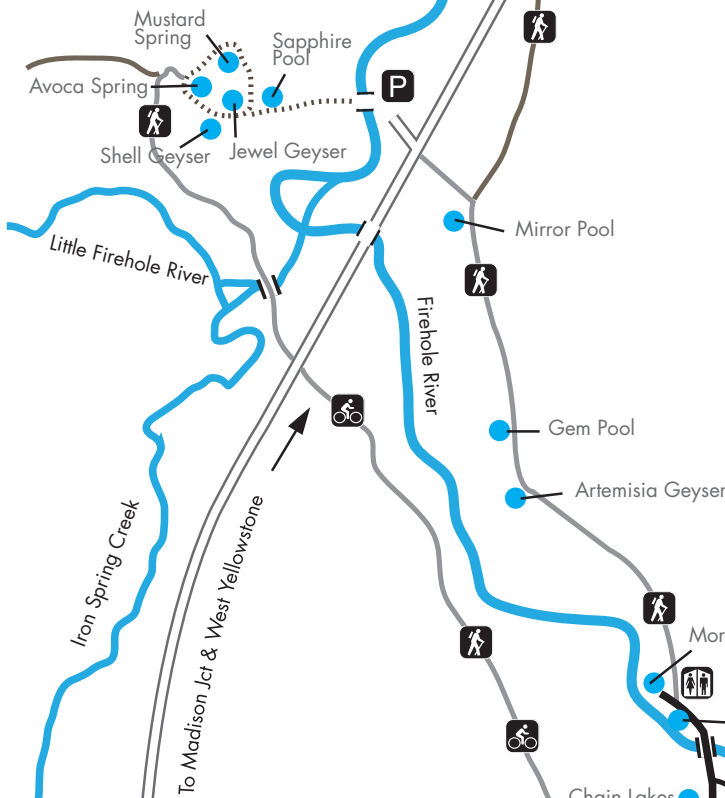 Mustard
Spring
Sapphire
Pool
Avoca Spring
P
Shell Geyser
Jewel Geyser
Mirror Pool
Little Firehole River
Firehole River
Gem Pool
Artemisia Geyser
Iron Spring Creek
To Madison Jct & West Yellowstone
Mor
Chain Lakes